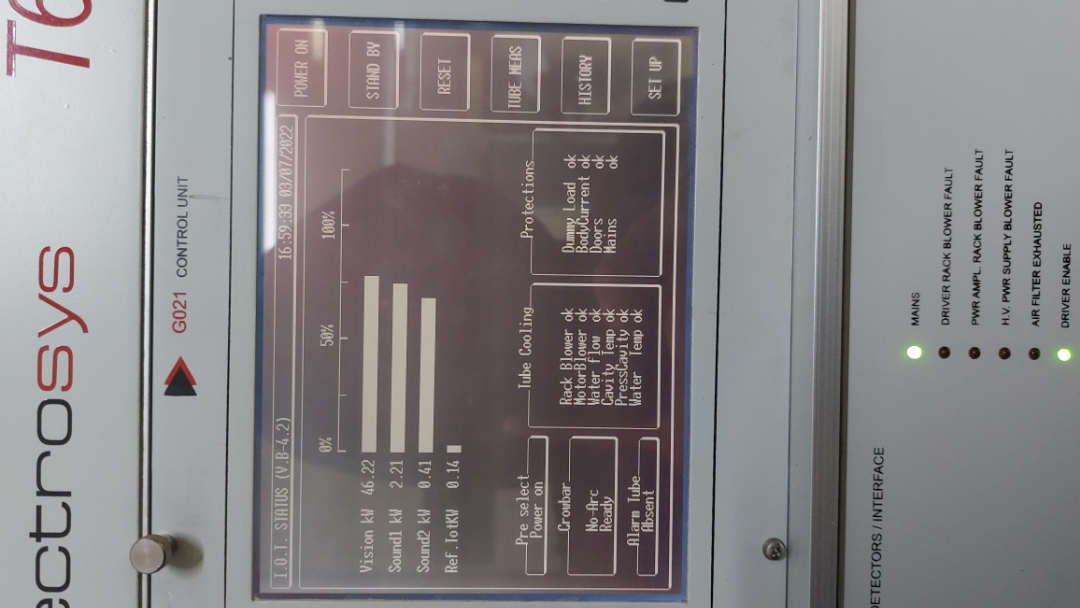 ectrosys T6
G021 CONTROL UNIT
I.O.T. STATUS (V.B-4.2) 16:59:33 03/07/2022
0% 50% 100%
Vision kW 46.22
Sound1 kW 2.21
Sound2 kW 0.41
Ref.TotKW 0.14
Pre select
Power on
Crowbar
No-Arc
Ready
Alarm Tube
Absent
Tube Cooling
Rack Blower ok
MotorBlower ok
Water flow ok
Cavity Temp ok
PressCavity ok
Water Temp ok
Protections
Dummy Load ok
BodyCurrent ok
Doors ok
Mains ok
POWER ON
STAND BY
RESET
TUBE MEAS
HISTORY
SET UP
DETECTORS / INTERFACE
MAINS
DRIVER RACK BLOWER FAULT
PWR AMPL. RACK BLOWER FAULT
H.V. PWR SUPPLY BLOWER FAULT
AIR FILTER EXHAUSTED
DRIVER ENABLE